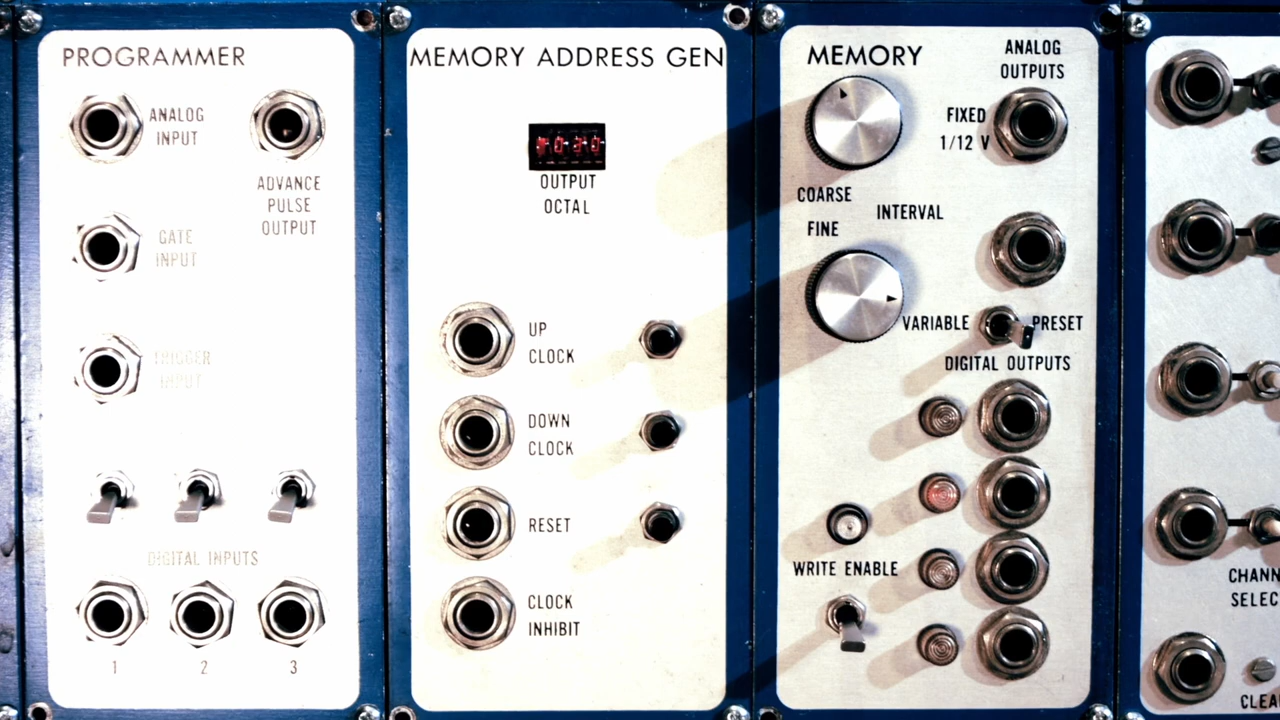 PROGRAMMER
ANALOG
INPUT
ADVANCE
PULSE
OUTPUT
GATE
INPUT
TRIGGER
INPUT
DIGITAL INPUTS
1
2
3
MEMORY ADDRESS GEN
OUTPUT
OCTAL
UP
CLOCK
DOWN
CLOCK
RESET
CLOCK
INHIBIT
MEMORY
ANALOG
OUTPUTS
FIXED
1/12 V
COARSE
INTERVAL
FINE
VARIABLE
PRESET
DIGITAL OUTPUTS
WRITE ENABLE
CHANN
SELEC
CLEA